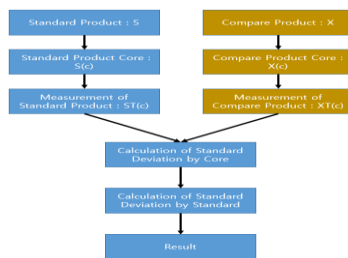 Standard Product : S
Compare Product : X
Standard Product Core :
S(c)
Compare Product Core :
X(c)
Measurement of
Standard Product : ST(c)
Measurement of
Compare Product : XT(c)
Calculation of Standard
Deviation by Core
Calculation of Standard
Deviation by Standard
Result